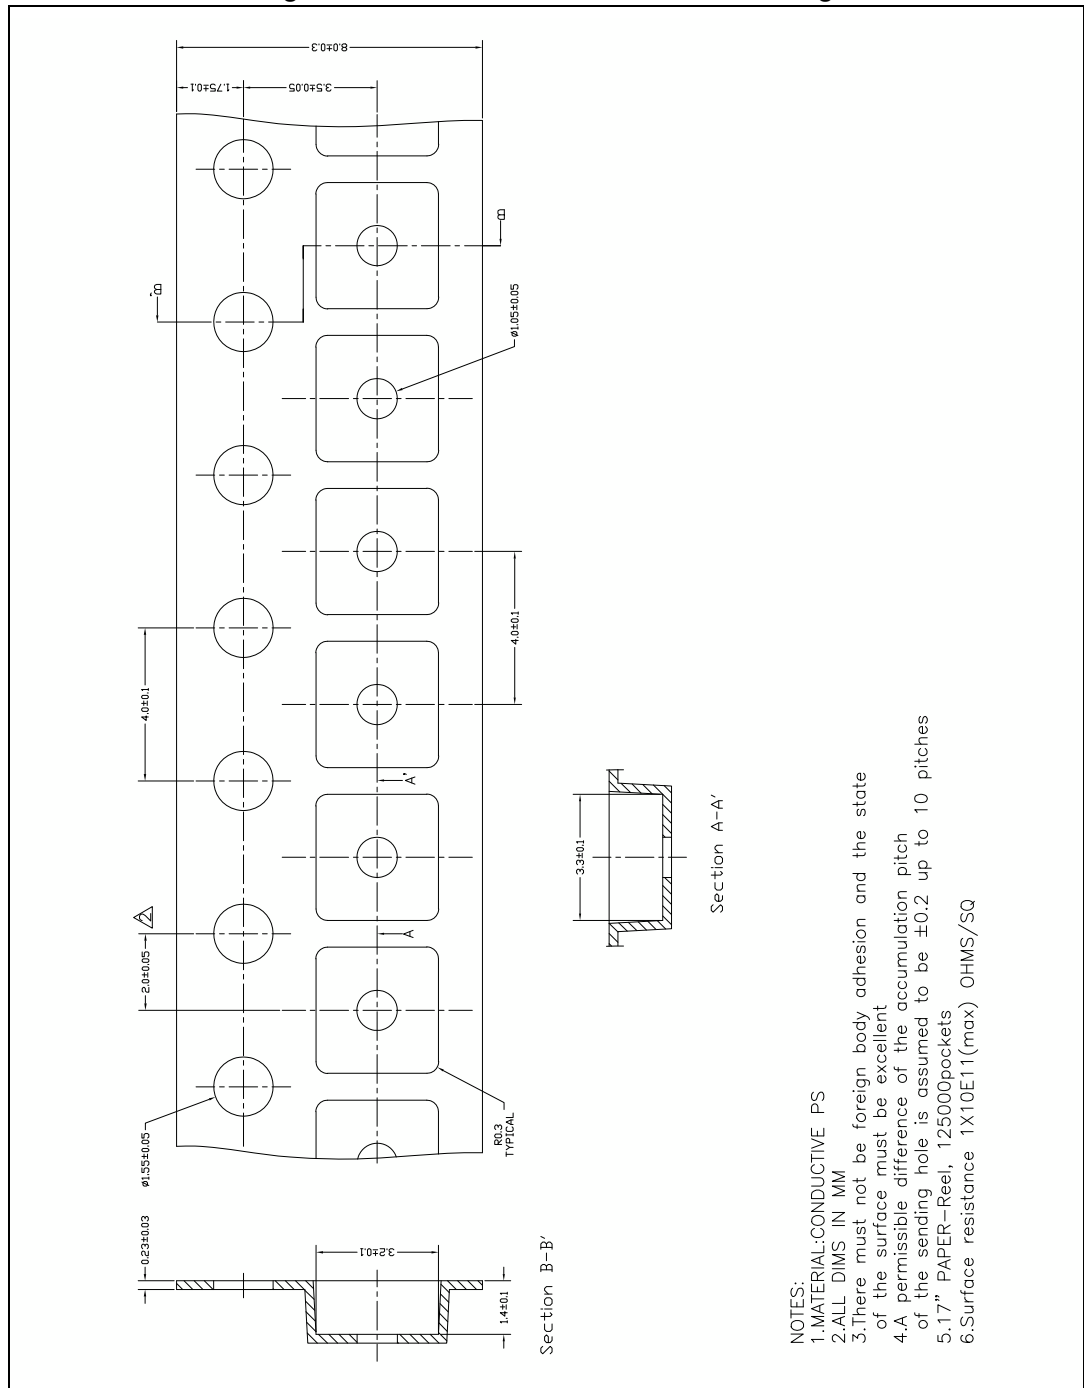 8.0±0.3
1.75±0.1
3.5±0.05
B
B'
ø1.05±0.05
4.0±0.1
4.0±0.1
A'
3.3±0.1
Section A-A'
2
2.0±0.05
A
ø1.55±0.05
R0.3
TYPICAL
0.23±0.03
3.2±0.1
1.4±0.1
Section B-B'
NOTES:
1.MATERIAL:CONDUCTIVE PS
2.ALL DIMS IN MM
3.There must not be foreign body adhesion and the state
of the surface must be excellent
4.A permissible difference of the accumulation pitch
of the sending hole is assumed to be ±0.2 up to 10 pitches
5.17" PAPER-Reel, 125000pockets
6.Surface resistance 1X10E11(max) OHMS/SQ